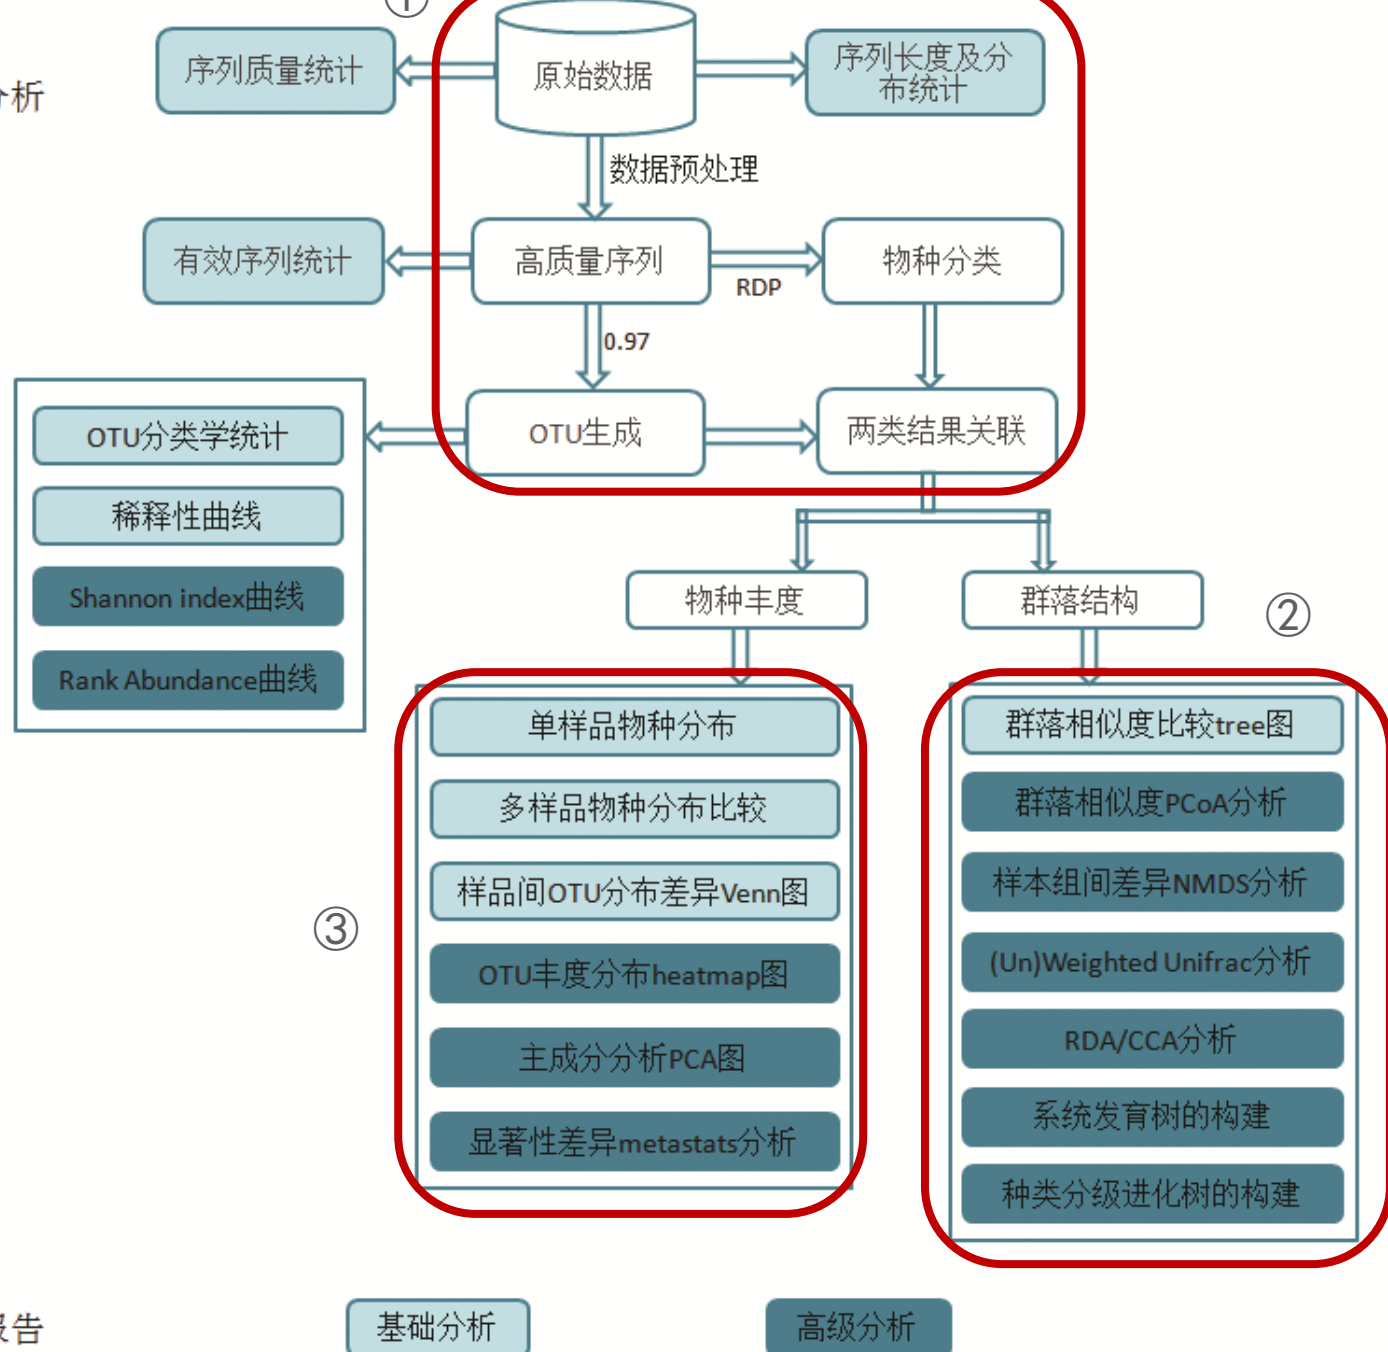 ①
序列质量统计
原始数据
序列长度及分
布统计
分析
数据预处理
有效序列统计
高质量序列
RDP
物种分类
0.97
OTU分类学统计
OTU生成
两类结果关联
稀释性曲线
Shannon index曲线
Rank Abundance曲线
物种丰度
群落结构
②
单样品物种分布
多样品物种分布比较
样品间OTU分布差异Venn图
③
OTU丰度分布heatmap图
主成分分析PCA图
显著性差异metastats分析
群落相似度比较tree图
群落相似度PCoA分析
样本组间差异NMDS分析
(Un)Weighted Unifrac分析
RDA/CCA分析
系统发育树的构建
种类分级进化树的构建
报告
基础分析
高级分析